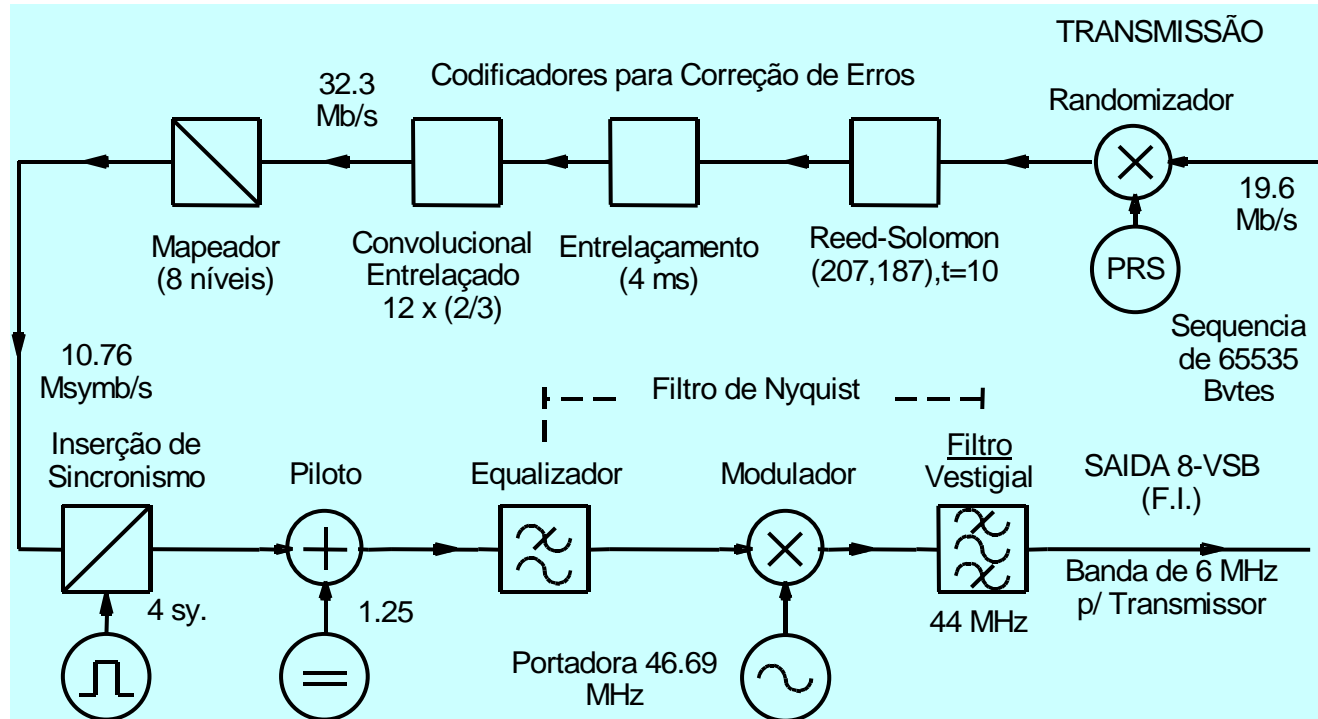 TRANSMISSÃO
Codificadores para Correção de Erros
32.3
Mb/s
Randomizador
19.6
Mb/s
Mapeador
(8 níveis)
Convolucional
Entrelaçado
12 x (2/3)
Entrelaçamento
(4 ms)
Reed-Solomon
(207,187),t=10
PRS
Sequencia
de 65535
Bytes
10.76
Msymb/s
Filtro de Nyquist
Inserção de
Sincronismo
Piloto
Equalizador
Modulador
Filtro
Vestigial
SAIDA 8-VSB
(F.I.)
4 sy.
1.25
Portadora 46.69
MHz
44 MHz
Banda de 6 MHz
p/ Transmissor